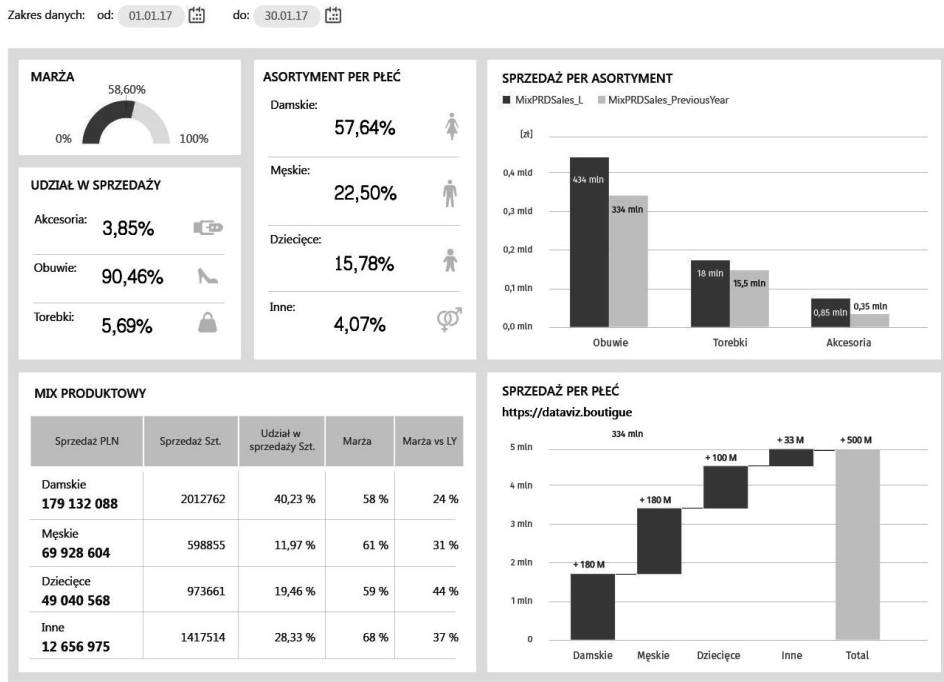 Zakres danych: od: 01.01.17 do: 30.01.17
MARŻA
58,60%
0% 100%
UDZIAŁ W SPRZEDAŻY
Akcesoria: 3,85%
Obuwie: 90,46%
Torebki: 5,69%
ASORTYMENT PER PŁEĆ
Damskie:
57,64%
Męskie:
22,50%
Dziecięce:
15,78%
Inne:
4,07%
SPRZEDAŻ PER ASORTYMENT
MixPRDSales_L MixPRDSales_PreviousYear
[zł]
0,4 mld
0,3 mld
0,2 mld
0,1 mln
0,0 mln
434 mln
334 mln
18 mln
15,5 mln
0,85 mln
0,35 mln
Obuwie Torebki Akcesoria
MIX PRODUKTOWY
Sprzedaż PLN Sprzedaż Szt. Udział w sprzedaży Szt. Marża Marża vs LY
Damskie
179 132 088 2012762 40,23 % 58 % 24 %
Męskie
69 928 604 598855 11,97 % 61 % 31 %
Dziecięce
49 040 568 973661 19,46 % 59 % 44 %
Inne
12 656 975 1417514 28,33 % 68 % 37 %
SPRZEDAŻ PER PŁEĆ
https://dataviz.boutigue
334 mln
5 mln
4 mln
3 mln
2 mln
1 mln
0
+ 180 M
+ 180 M
+ 100 M
+ 33 M
+ 500 M
Damskie Męskie Dziecięce Inne Total